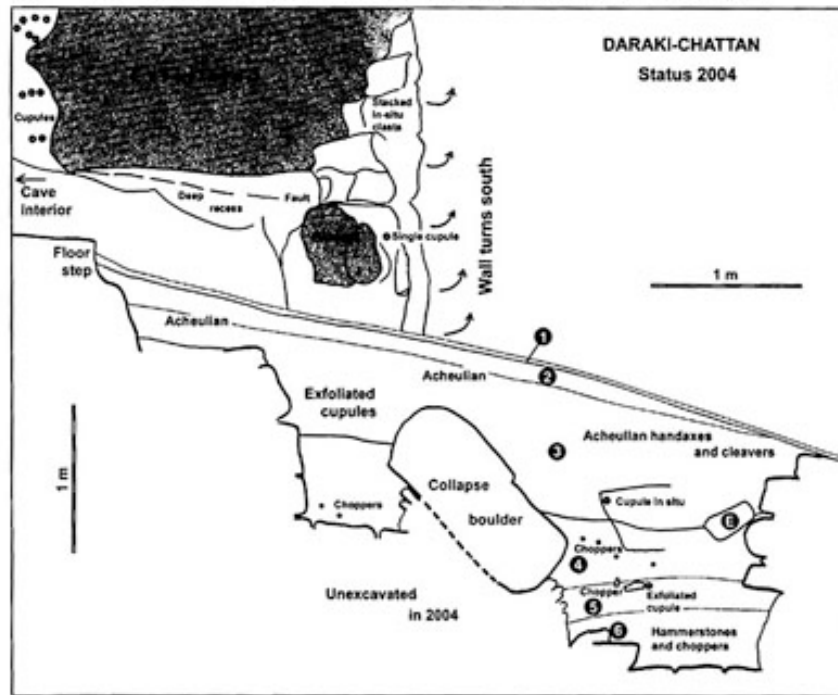 DARAKI-CHATTAN
Status 2004
Stacked
in-situ
clasts
Cupules
Cave
interior
Deep
recess
Fault
Single cupule
Wall turns south
Floor
step
1 m
1
Acheulian
Acheulian
2
Exfoliated
cupules
Acheulian handaxes
and cleavers
3
1 m
Collapse
boulder
Cupule in situ
E
Choppers
Choppers
4
Chopper
Unexcavated
in 2004
5
Exfoliated
cupule
6
Hammerstones
and choppers